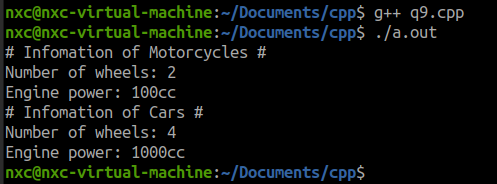 nxc@nxc-virtual-machine:~/Documents/cpp$ g++ q9.cpp
nxc@nxc-virtual-machine:~/Documents/cpp$ ./a.out
# Infomation of Motorcycles #
Number of wheels: 2
Engine power: 100cc
# Infomation of Cars #
Number of wheels: 4
Engine power: 1000cc
nxc@nxc-virtual-machine:~/Documents/cpp$